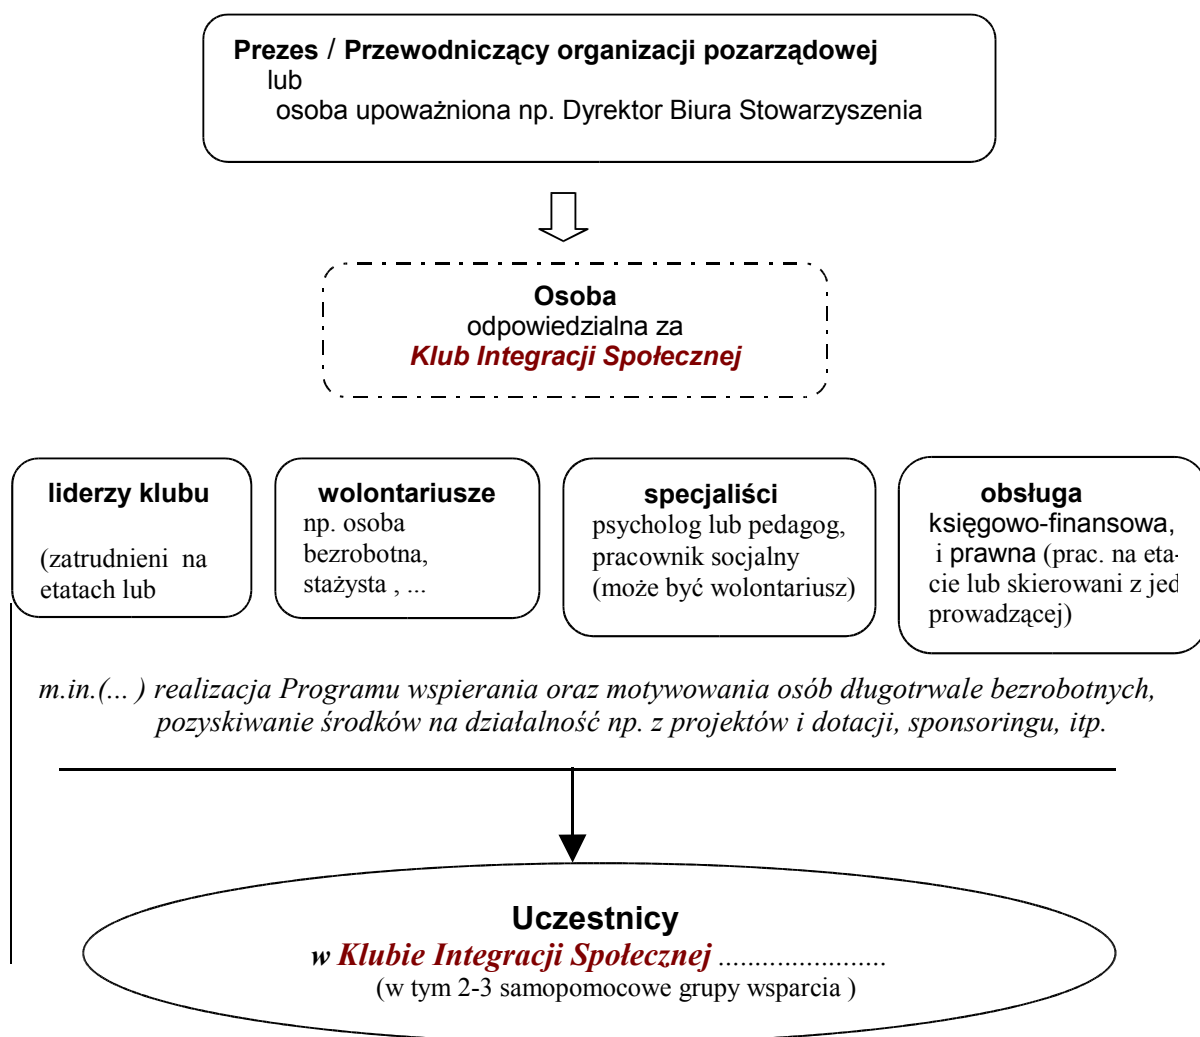 Prezes / Przewodniczący organizacji pozarządowej
lub
osoba upoważniona np. Dyrektor Biura Stowarzyszenia
Osoba
odpowiedzialna za
Klub Integracji Społecznej
liderzy klubu
(zatrudnieni na
etatach lub
wolontariusze
np. osoba
bezrobotna,
stażysta , ...
specjaliści
psycholog lub pedagog,
pracownik socjalny
(może być wolontariusz)
obsługa
księgowo-finansowa,
i prawna (prac. na eta-
cie lub skierowani z jed
prowadzącej)
m.in.(... ) realizacja Programu wspierania oraz motywowania osób długotrwale bezrobotnych,
pozyskiwanie środków na działalność np. z projektów i dotacji, sponsoringu, itp.
Uczestnicy
w Klubie Integracji Społecznej .......................
(w tym 2-3 samopomocowe grupy wsparcia )